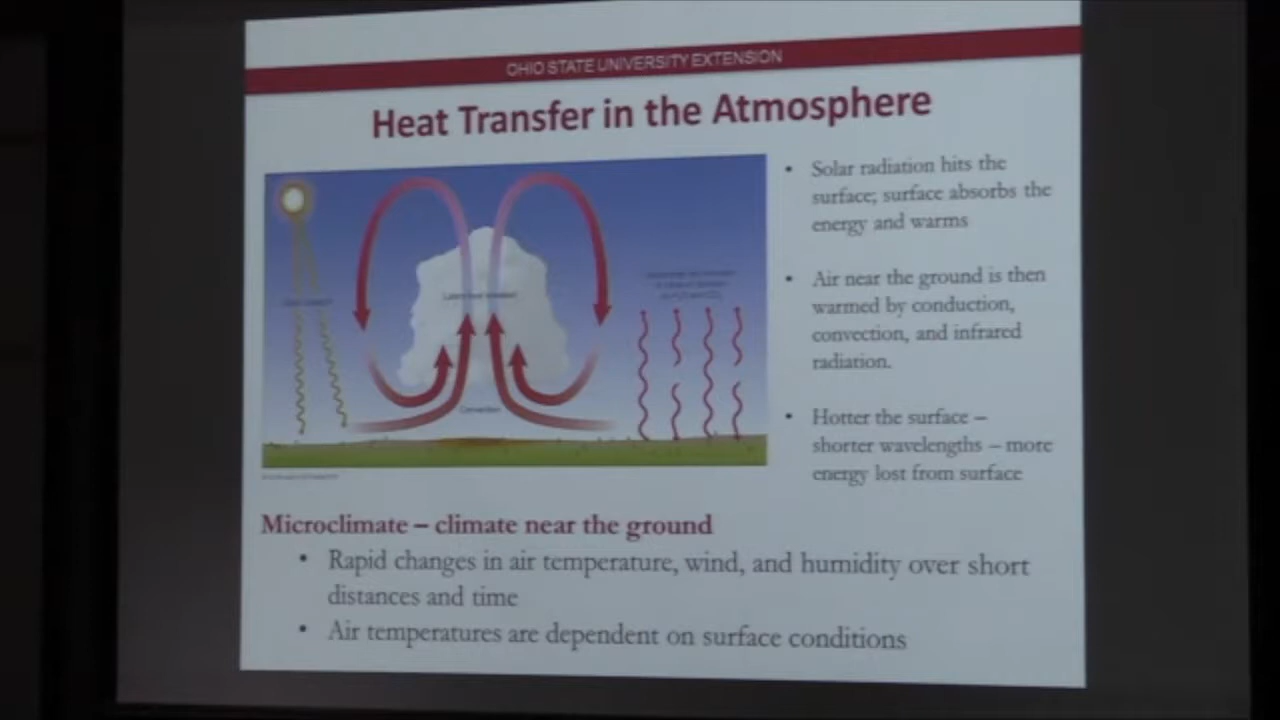 OHIO STATE UNIVERSITY EXTENSION
Heat Transfer in the Atmosphere
• Solar radiation hits the
surface; surface absorbs the
energy and warms
• Air near the ground is then
warmed by conduction,
convection, and infrared
radiation.
• Hotter the surface –
shorter wavelengths – more
energy lost from surface
Convection
Microclimate – climate near the ground
• Rapid changes in air temperature, wind, and humidity over short
distances and time
• Air temperatures are dependent on surface conditions